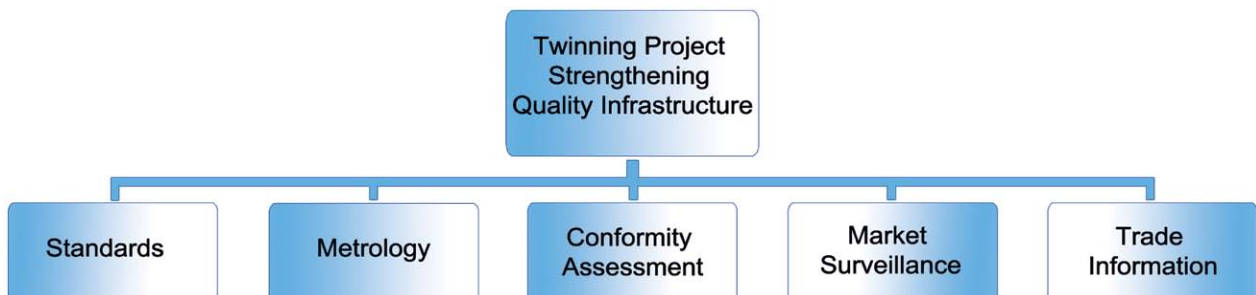 Twinning Project
Strengthening
Quality Infrastructure
Standards
Metrology
Conformity
Assessment
Market
Surveillance
Trade
Information